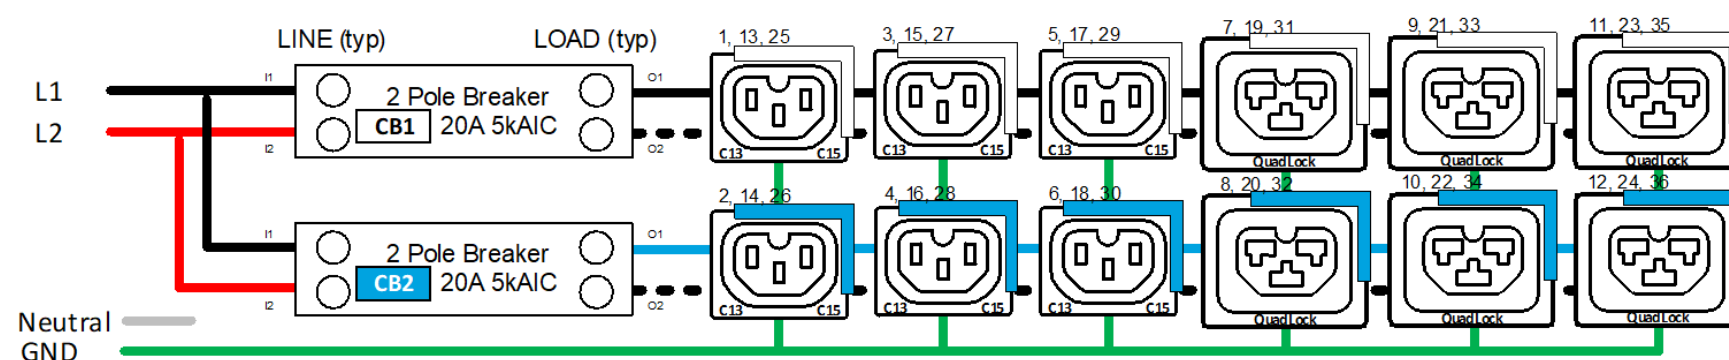 LINE (typ) LOAD (typ) 1, 13, 25 3, 15, 27 5, 17, 29 7, 19, 31 9, 21, 33 11, 23, 35
L1 I1 O1
2 Pole Breaker
L2 CB1 20A 5kAIC
I2 O2
C13 C15 C13 C15 C13 C15 QuadLock QuadLock QuadLock
2, 14, 26 4, 16, 28 6, 18, 30 8, 20, 32 10, 22, 34 12, 24, 36
I1 O1
2 Pole Breaker
CB2 20A 5kAIC
I2 O2
C13 C15 C13 C15 C13 C15 QuadLock QuadLock QuadLock
Neutral
GND